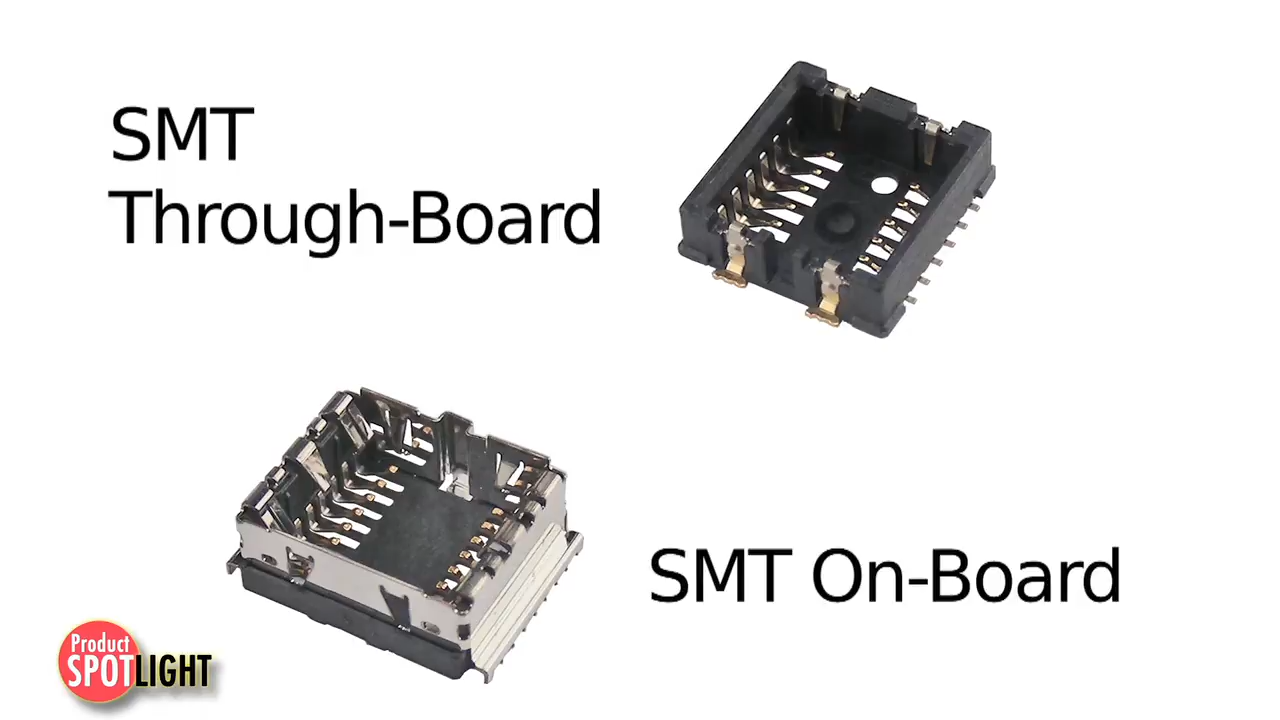 SMT
Through-Board
SMT On-Board
Product
SPOTLIGHT